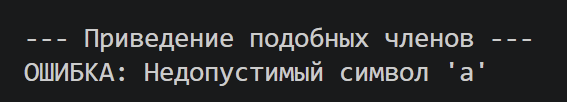 --- Приведение подобных членов ---
ОШИБКА: Недопустимый символ 'a'